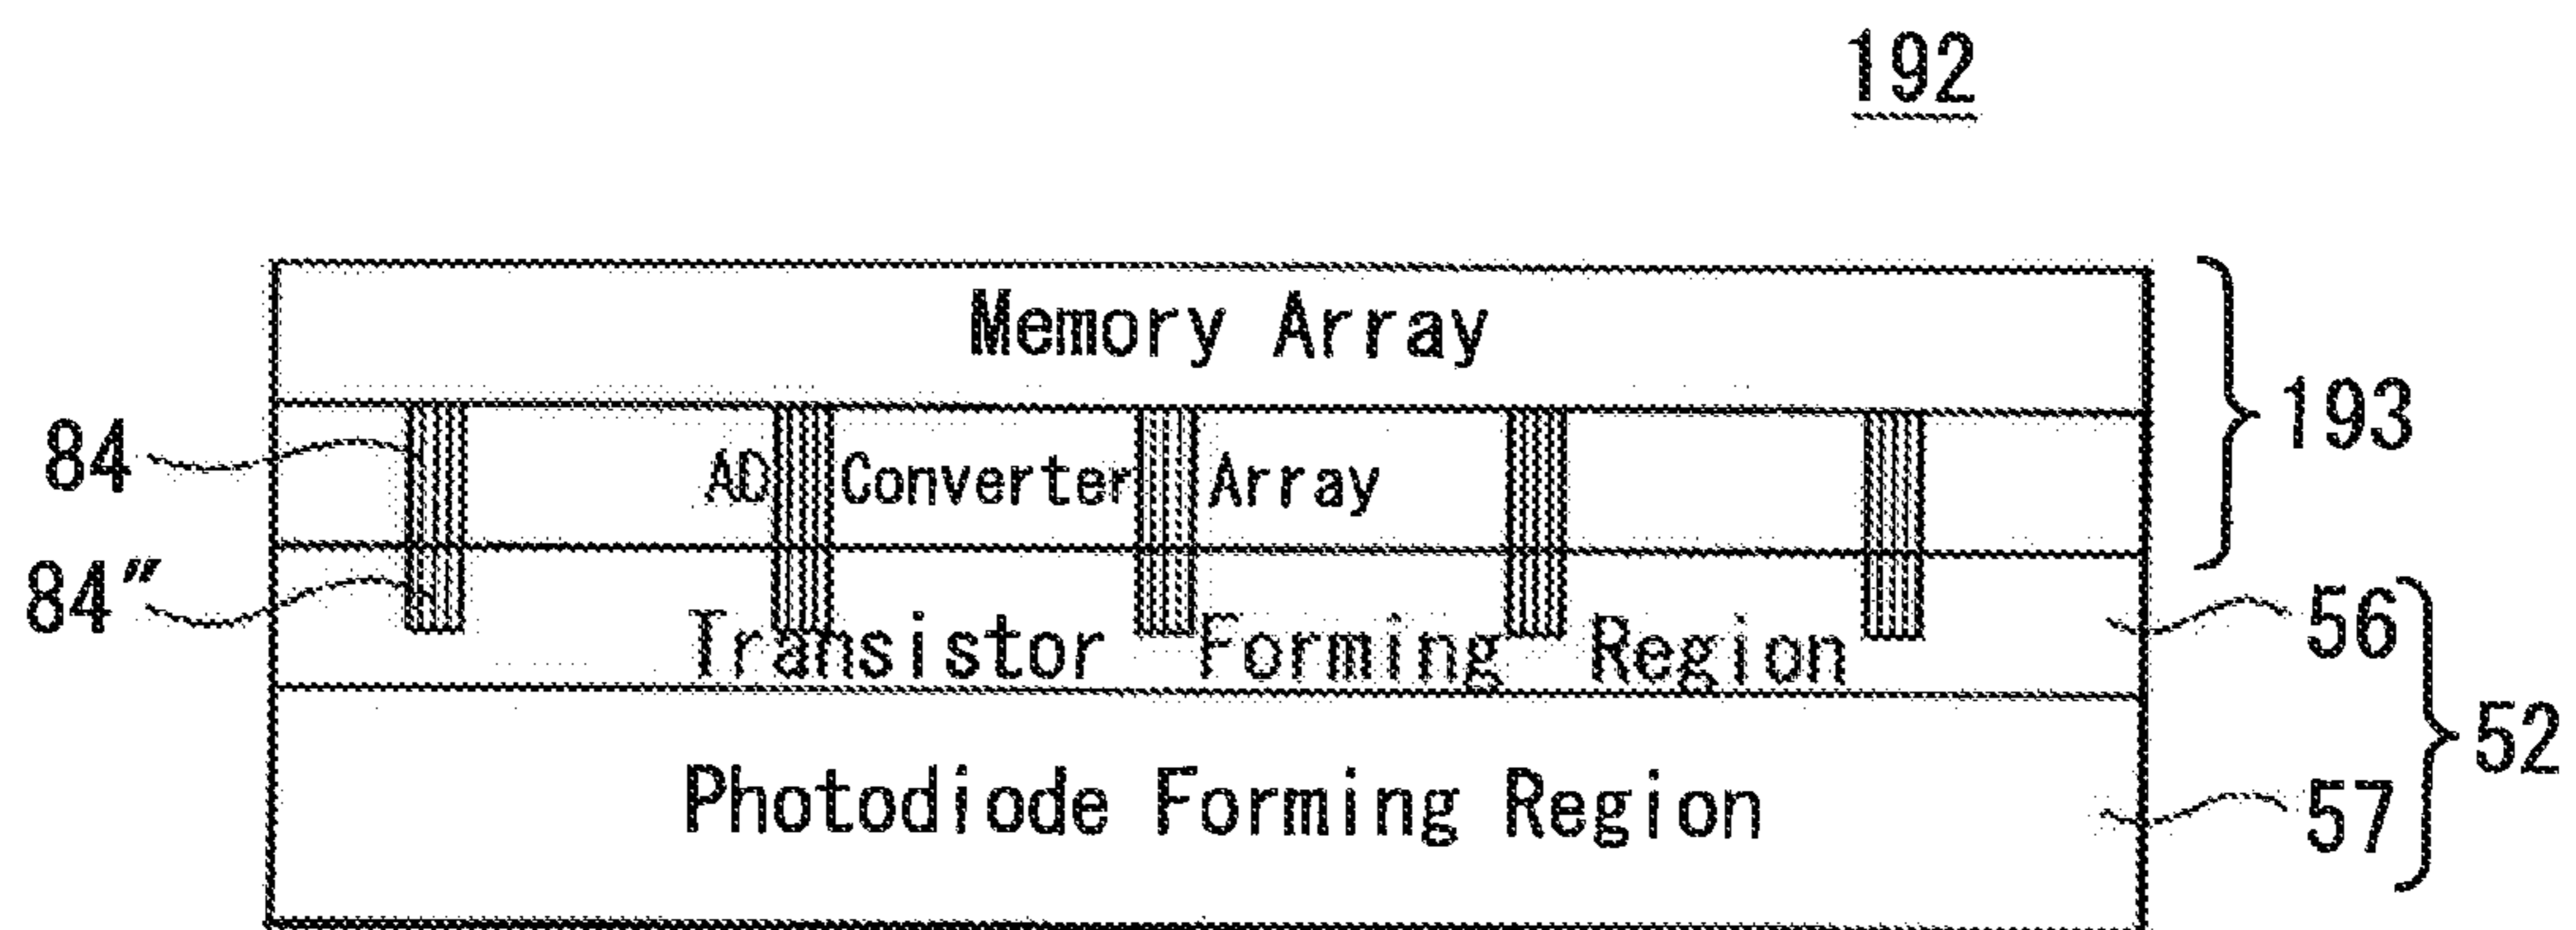 192
Memory Array
193
84
AD Converter Array
84″
Transistor Forming Region
56
52
Photodiode Forming Region
57